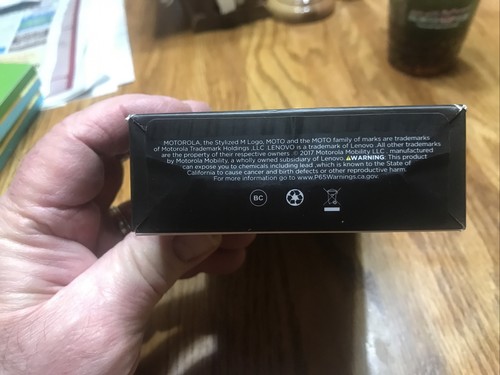 MOTOROLA, the Stylized M Logo, MOTO and the MOTO family of marks are trademarks
of Motorola Trademark Holdings ,LLC. LENOVO is a trademark of Lenovo. All other trademarks
are the property of their respective owners .© 2017 Motorola Mobility LLC , manufactured
by Motorola Mobility, a wholly owned subsidiary of Lenovo.⚠WARNING: This product
can expose you to chemicals including lead ,which is known to the State of
California to cause cancer and birth defects or other reproductive harm.
For more information go to www.P65Warnings.ca.gov.
BC